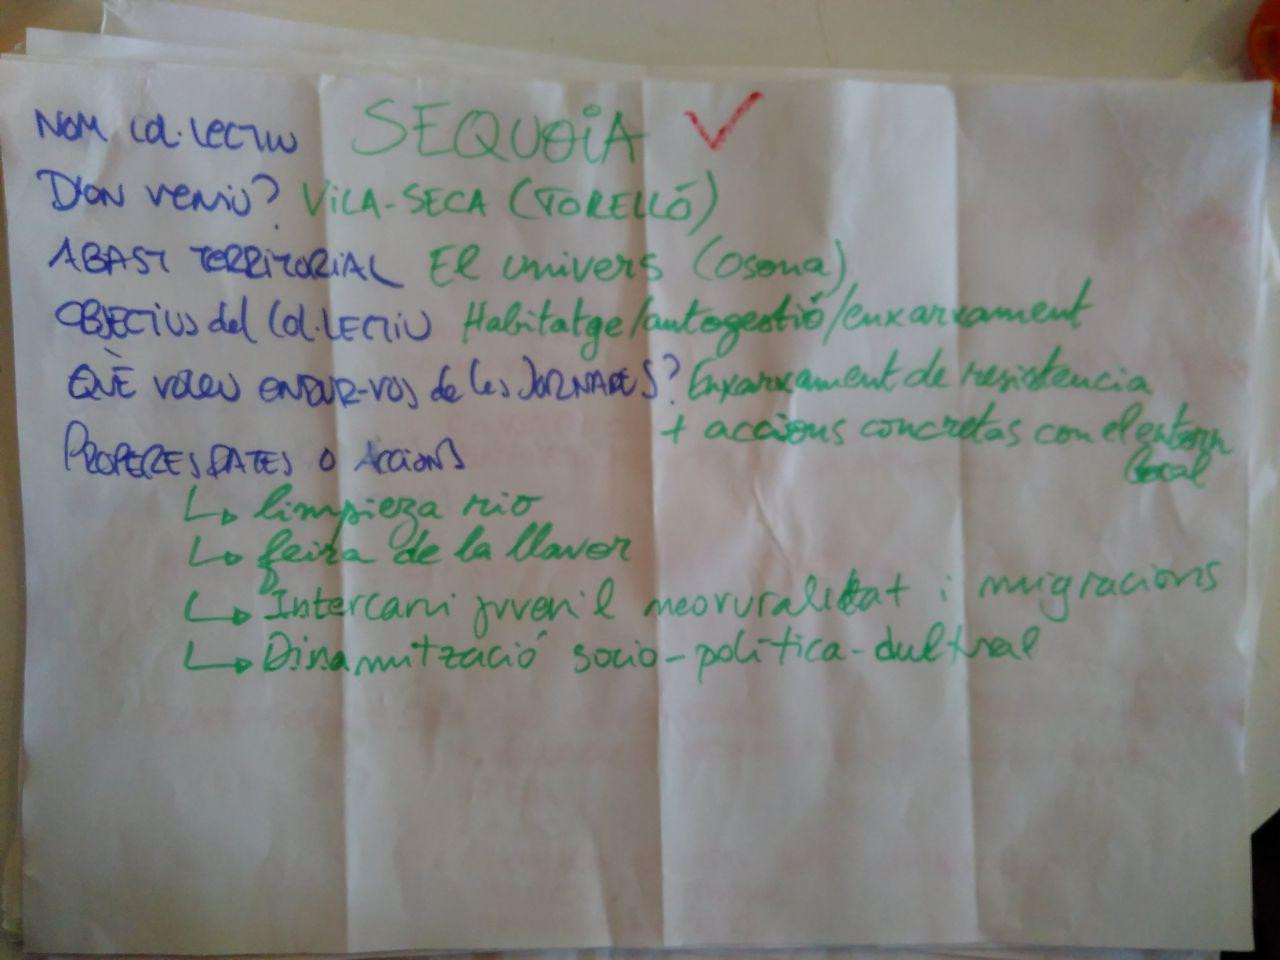 NOM COL·LECTIU SEQUOiA
D'ON VENIU? ViLA-SECA (TORELLÓ)
ABAST TERRITORIAL El univers (osona)
OBJECTIUS del COL·LECTIU Habitatge/autogestió/enxarxament
QUÈ VOLEU ENDUR-VOS de les JORNADES? Enxarxament de resistencia
+ accions concretas con el entorn
local
PROPERES DATES O ACCIONS
↳ limpieza rio
↳ feira de la llavor
↳ Intercanvi juvenil neoruralitat i migracions
↳ Dinamització socio-política-cultural